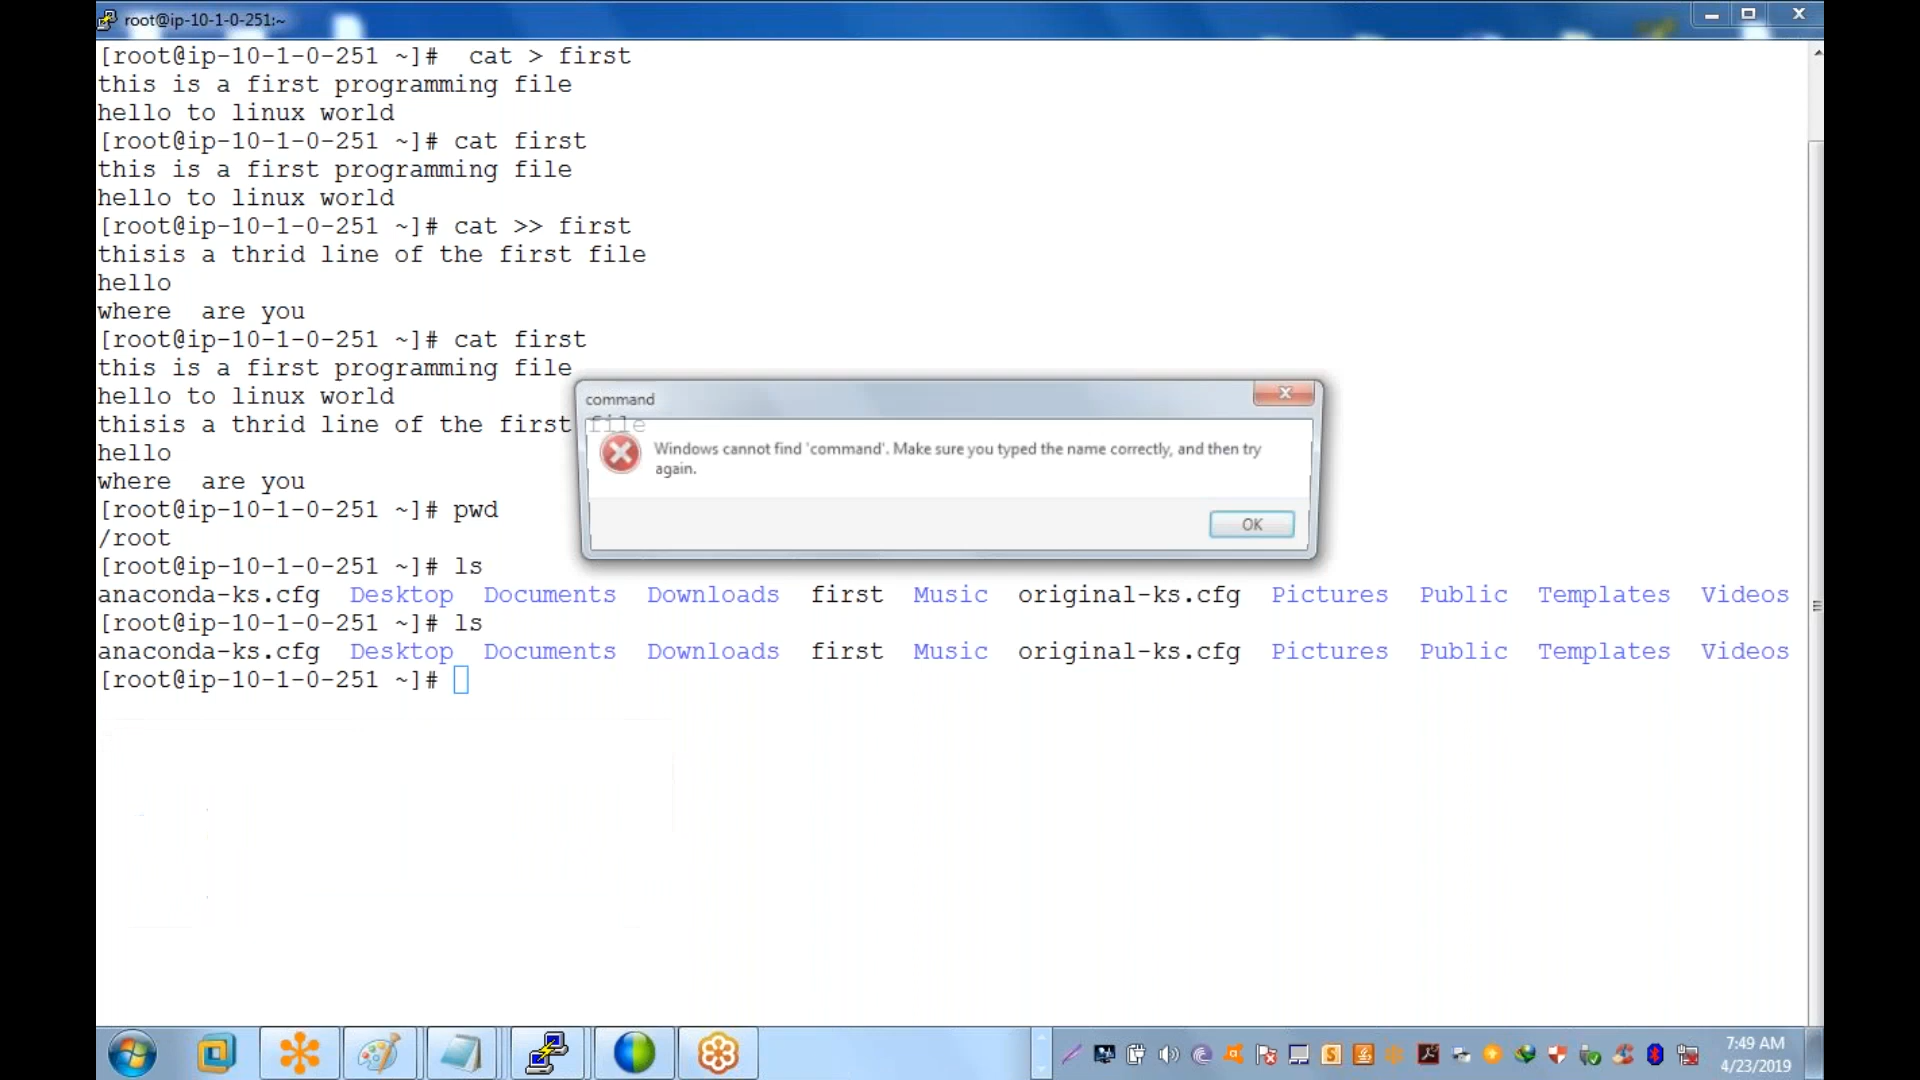 root@ip-10-1-0-251:~
[root@ip-10-1-0-251 ~]#  cat > first
this is a first programming file
hello to linux world
[root@ip-10-1-0-251 ~]# cat first
this is a first programming file
hello to linux world
[root@ip-10-1-0-251 ~]# cat >> first
thisis a thrid line of the first file
hello
where  are you
[root@ip-10-1-0-251 ~]# cat first
this is a first programming file
hello to linux world
thisis a thrid line of the first file
hello
where  are you
[root@ip-10-1-0-251 ~]# pwd
/root
[root@ip-10-1-0-251 ~]# ls
anaconda-ks.cfg  Desktop  Documents  Downloads  first  Music  original-ks.cfg  Pictures  Public  Templates  Videos
[root@ip-10-1-0-251 ~]# ls
anaconda-ks.cfg  Desktop  Documents  Downloads  first  Music  original-ks.cfg  Pictures  Public  Templates  Videos
[root@ip-10-1-0-251 ~]#
command
Windows cannot find 'command'. Make sure you typed the name correctly, and then try
again.
OK
7:49 AM
4/23/2019